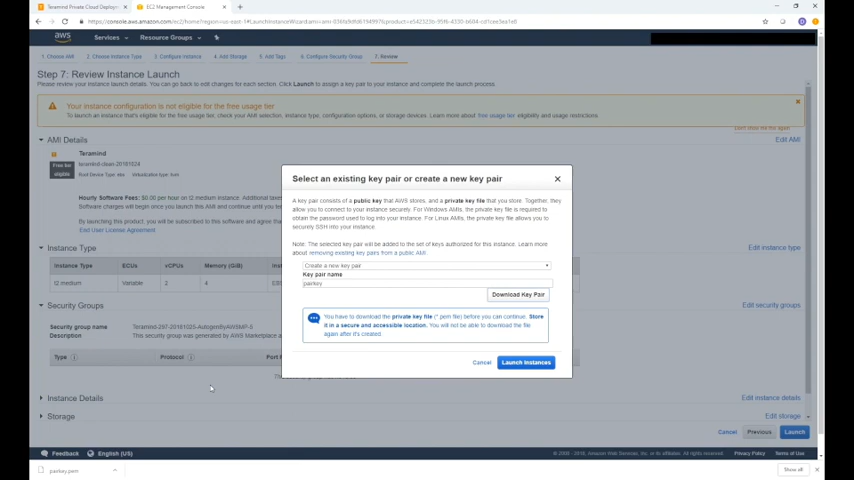 Teramind Private Cloud Deploy
EC2 Management Console
https://console.aws.amazon.com/ec2/home?region=us-east-1#LaunchInstanceWizard:
aws
Services
Resource Groups
1. Choose AMI
2. Choose Instance Type
3. Configure Instance
4. Add Storage
5. Add Tags
6. Configure Security Group
7. Review
Step 7: Review Instance Launch
Please review your instance launch details. You can go back to edit changes for each section. Click Launch to assign a key pair to your instance and complete the launch process.
Your instance configuration is not eligible for the free usage tier
To launch an instance that's eligible for the free usage tier, check your AMI selection, instance type, configuration options, or storage devices. Learn more about free usage tier eligibility and usage restrictions.
Don't show me this again
AMI Details
Edit AMI
Teramind
teramind-clean-20161024
Free tier
eligible
Root Device Type: ebs Virtualization type: hvm
Hourly Software Fees: $0.00 per hour on t2.medium instance. Additional taxes
Software charges will begin once you launch this AMI and continue until you
By launching this product, you will be subscribed to this software and agree
End User License Agreement
Instance Type
Edit instance type
Instance Type
ECUs
vCPUs
Memory (GiB)
t2.medium
Variable
2
4
Security Groups
Edit security groups
Security group name
Description
This security group was generated by AWS Marketplace
Type
Protocol
Instance Details
Edit instance details
Storage
Edit storage
Select an existing key pair or create a new key pair
A key pair consists of a public key that AWS stores, and a private key file that you store. Together, they
allow you to connect to your instance securely. For Windows AMIs, the private key file is required to
obtain the password used to log into your instance. For Linux AMIs, the private key file allows you to
securely SSH into your instance.
Note: The selected key pair will be added to the set of keys authorized for this instance. Learn more
about removing existing key pairs from a public AMI.
Create a new key pair
Key pair name
pairkey
Download Key Pair
You have to download the private key file (*.pem file) before you can continue. Store
it in a secure and accessible location. You will not be able to download the file
again after it's created.
Cancel
Launch Instances
Cancel
Previous
Launch
Feedback
English (US)
© 2008 - 2018, Amazon Web Services, Inc. or its affiliates. All rights reserved.
Privacy Policy
Terms of Use
pairkey.pem
Show all